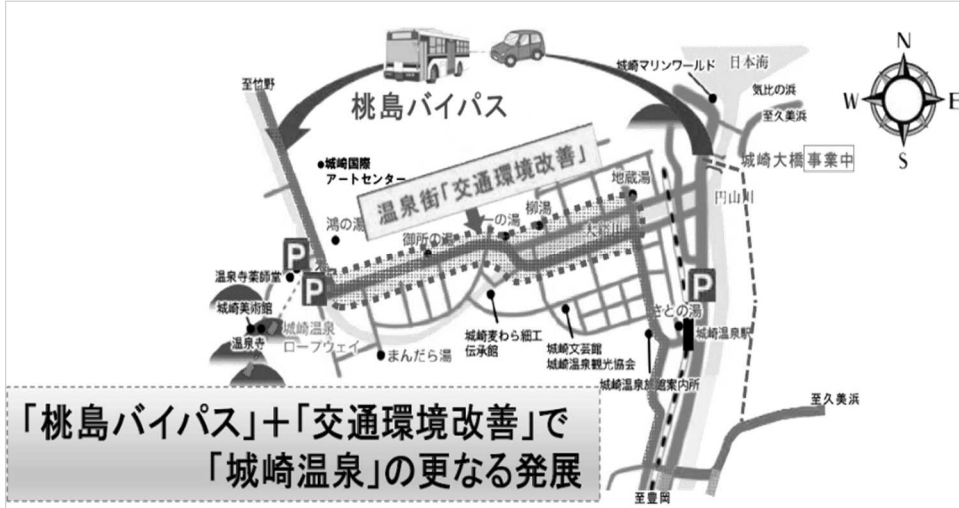 至竹野
桃島バイパス
城崎マリンワールド
日本海
気比の浜
至久美浜
N
W
E
S
城崎大橋 事業中
円山川
●城崎国際
アートセンター
温泉街「交通環境改善」
地蔵湯
柳湯
一の湯
御所の湯
鴻の湯
P
P
P
温泉寺薬師堂
城崎美術館
温泉寺
城崎温泉
ロープウェイ
まんだら湯
城崎麦わら細工
伝承館
城崎文芸館
城崎温泉観光協会
さとの湯
城崎温泉駅
城崎温泉旅館案内所
至久美浜
至豊岡
「桃島バイパス」＋「交通環境改善」で
「城崎温泉」の更なる発展